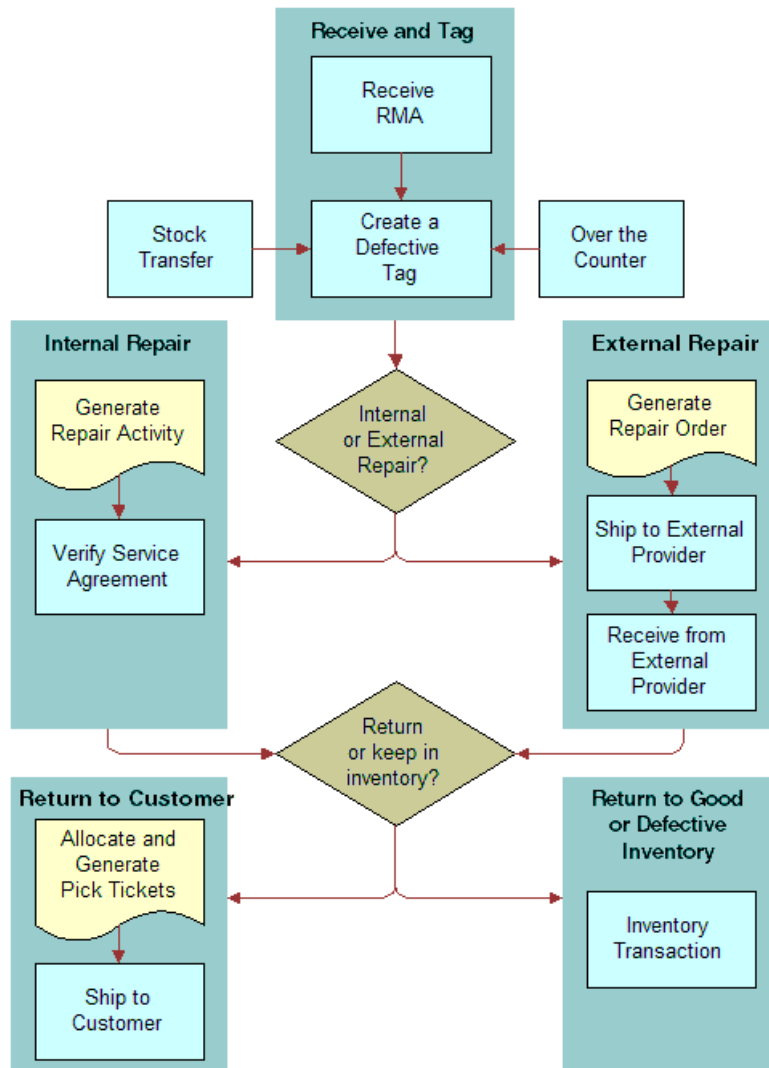 Receive and Tag
Receive
RMA
Stock
Transfer
Create a
Defective
Tag
Over the
Counter
Internal Repair
Generate
Repair Activity
Verify Service
Agreement
Internal
or External
Repair?
External Repair
Generate
Repair Order
Ship to External
Provider
Receive from
External
Provider
Return
or keep in
inventory?
Return to Customer
Allocate and
Generate
Pick Tickets
Ship to
Customer
Return to Good
or Defective
Inventory
Inventory
Transaction